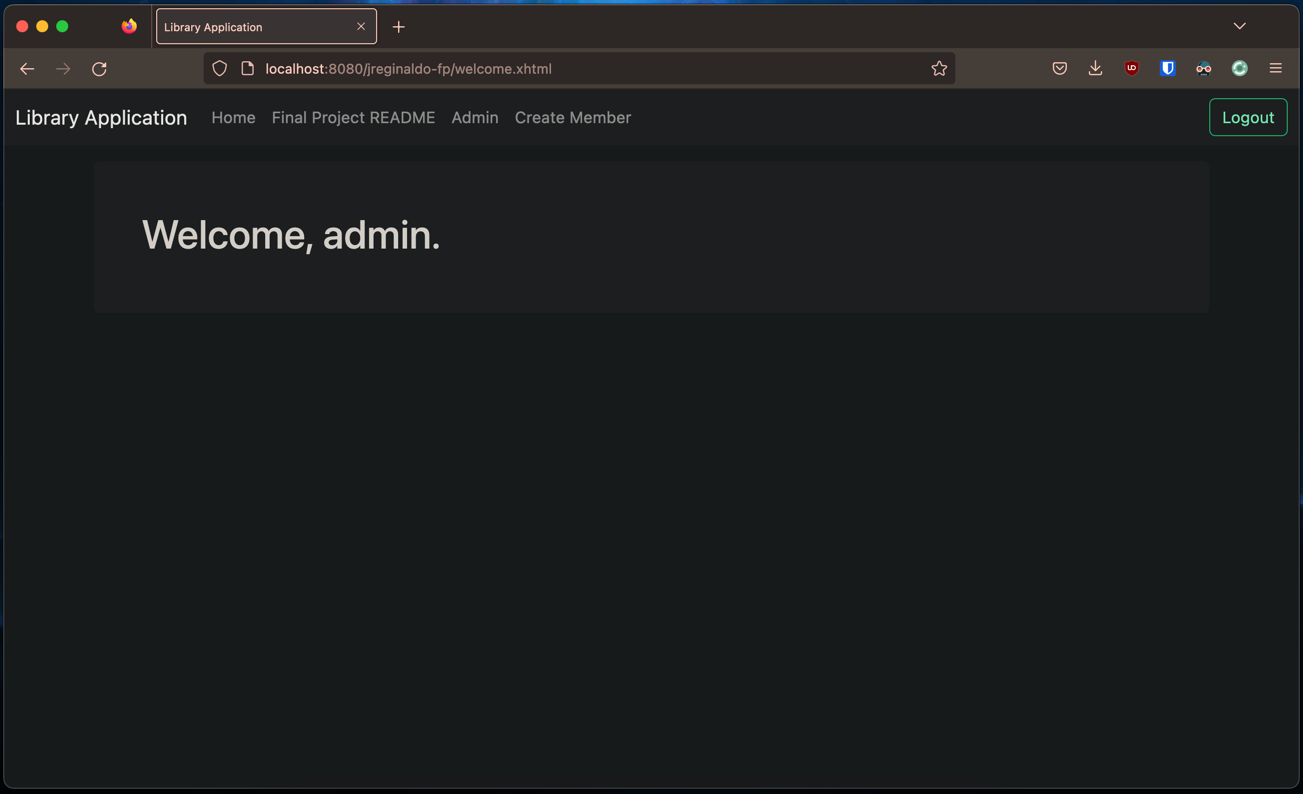 Library Application
localhost:8080/jreginaldo-fp/welcome.xhtml
Library Application Home Final Project README Admin Create Member Logout
Welcome, admin.